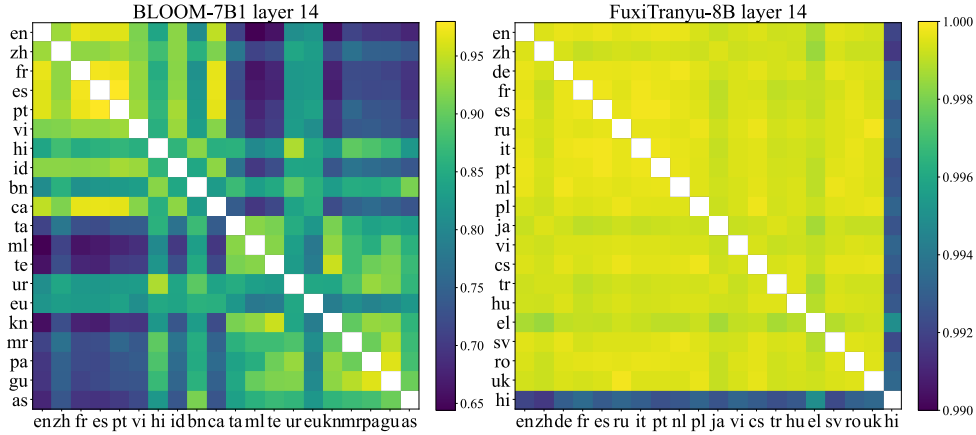 BLOOM-7B1 layer 14
en
zh
fr
es
pt
vi
hi
id
bn
ca
ta
ml
te
ur
eu
kn
mr
pa
gu
as
en zh fr es pt vi hi id bn ca ta ml te ur eu kn mr pa gu as
0.95
0.90
0.85
0.80
0.75
0.70
0.65
FuxiTranyu-8B layer 14
en
zh
de
fr
es
ru
it
pt
nl
pl
ja
vi
cs
tr
hu
el
sv
ro
uk
hi
en zh de fr es ru it pt nl pl ja vi cs tr hu el sv ro uk hi
1.000
0.998
0.996
0.994
0.992
0.990